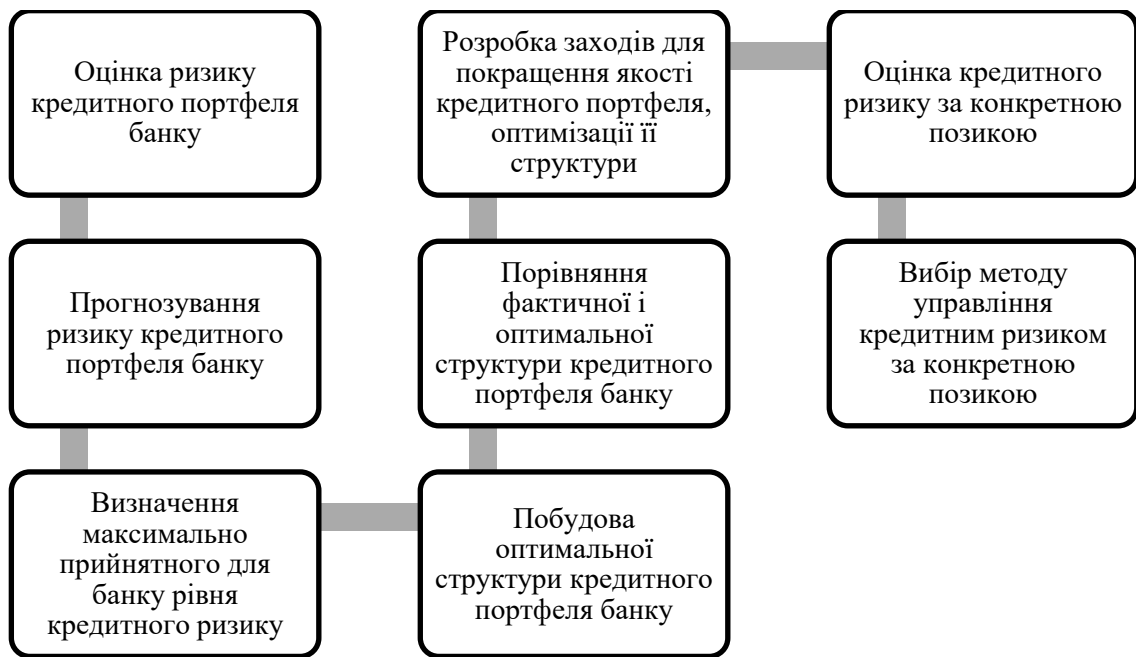 Оцінка ризику
кредитного портфеля
банку
Прогнозування
ризику кредитного
портфеля банку
Визначення
максимально
прийнятного для
банку рівня
кредитного ризику
Побудова
оптимальної
структури кредитного
портфеля банку
Порівняння
фактичної і
оптимальної
структури кредитного
портфеля банку
Розробка заходів для
покращення якості
кредитного портфеля,
оптимізації її
структури
Оцінка кредитного
ризику за конкретною
позикою
Вибір методу
управління
кредитним ризиком
за конкретною
позикою